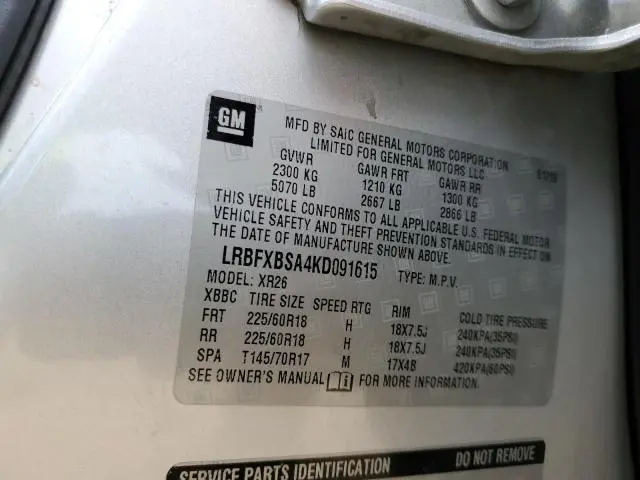 GM
MFD BY SAIC GENERAL MOTORS CORPORATION
LIMITED FOR GENERAL MOTORS LLC
GVWR GAWR FRT GAWR RR
2300 KG 1210 KG 1300 KG
5070 LB 2667 LB 2866 LB
THIS VEHICLE CONFORMS TO ALL APPLICABLE U.S. FEDERAL MOTOR
VEHICLE SAFETY AND THEFT PREVENTION STANDARDS IN EFFECT ON
THE DATE OF MANUFACTURE SHOWN ABOVE.
LRBFXBSA4KD091615 TYPE: M.P.V.
MODEL: XR26
XBBC TIRE SIZE SPEED RTG RIM COLD TIRE PRESSURE
FRT 225/60R18 H 18X7.5J 240KPA(35PSI)
RR 225/60R18 H 18X7.5J 240KPA(35PSI)
SPA T145/70R17 M 17X4B 420KPA(60PSI)
SEE OWNER'S MANUAL FOR MORE INFORMATION.
SERVICE PARTS IDENTIFICATION DO NOT REMOVE